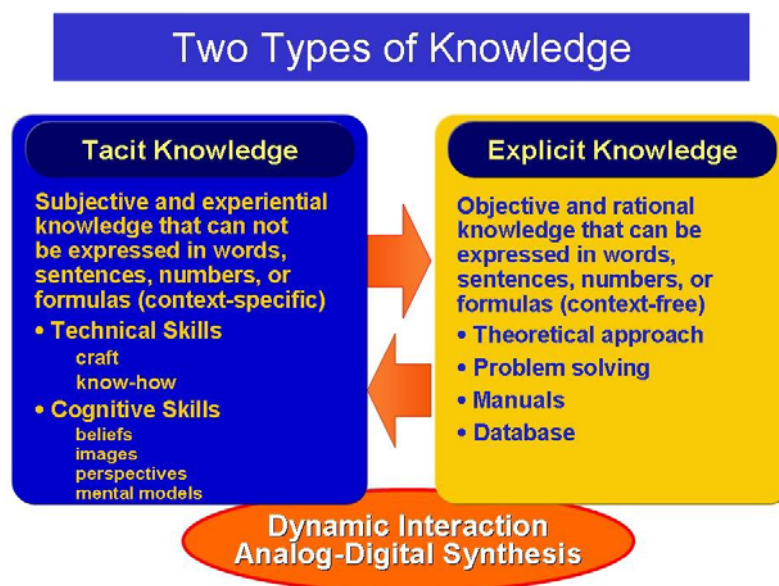 Two Types of Knowledge
Tacit Knowledge
Subjective and experiential
knowledge that can not
be expressed in words,
sentences, numbers, or
formulas (context-specific)
• Technical Skills
craft
know-how
• Cognitive Skills
beliefs
images
perspectives
mental models
Explicit Knowledge
Objective and rational
knowledge that can be
expressed in words,
sentences, numbers, or
formulas (context-free)
• Theoretical approach
• Problem solving
• Manuals
• Database
Dynamic Interaction
Analog-Digital Synthesis